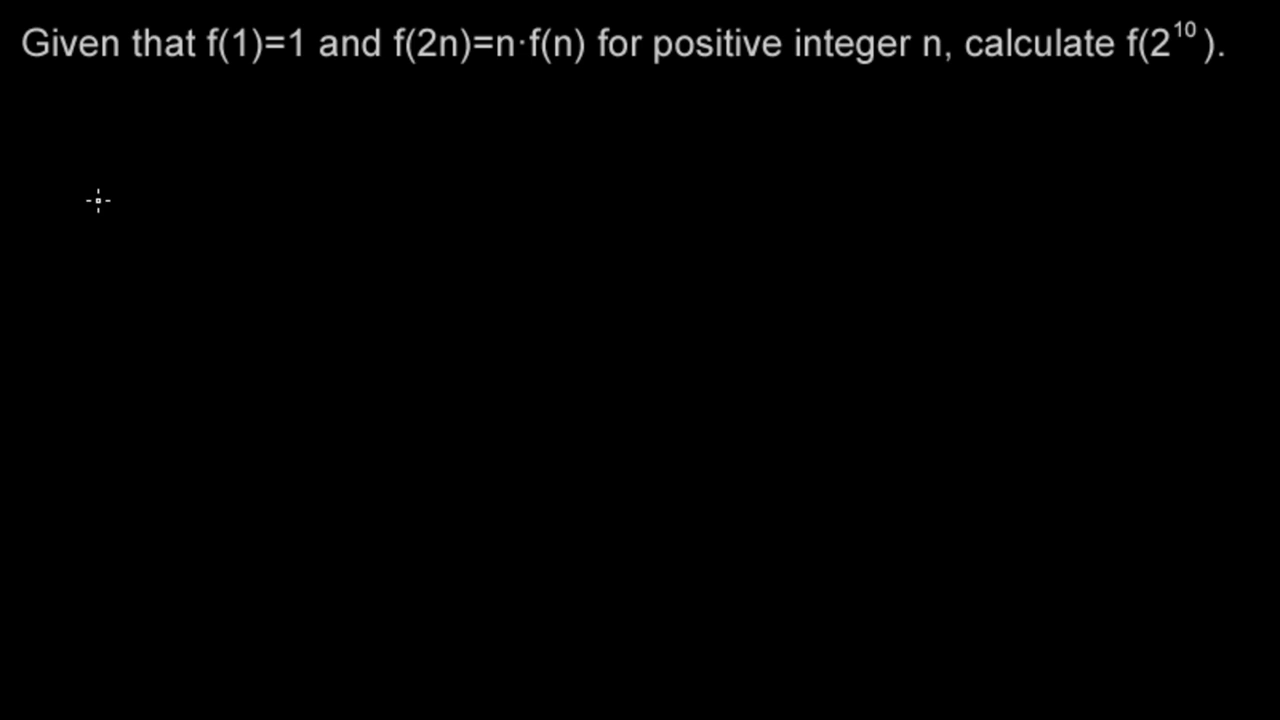 Given that f(1)=1 and f(2n)=n·f(n) for positive integer n, calculate f(2¹⁰).